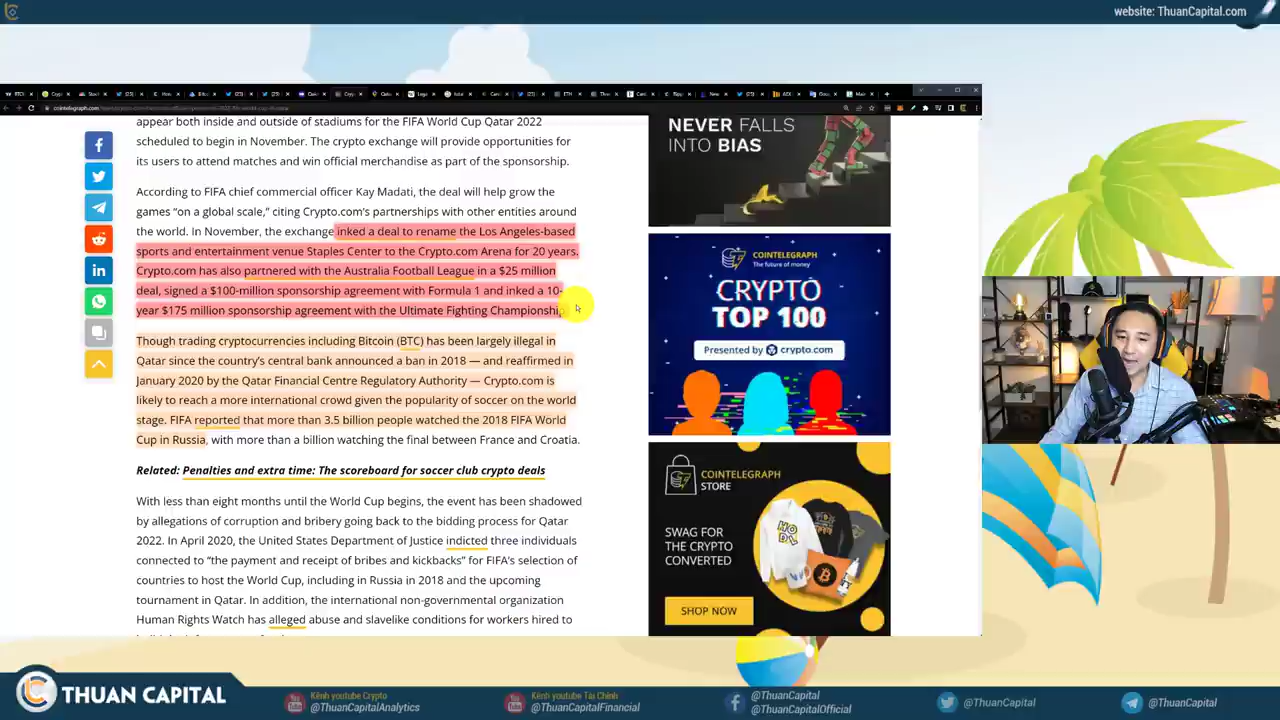 website: ThuanCapital.com
appear both inside and outside of stadiums for the FIFA World Cup Qatar 2022
scheduled to begin in November. The crypto exchange will provide opportunities for
its users to attend matches and win official merchandise as part of the sponsorship.
According to FIFA chief commercial officer Kay Madati, the deal will help grow the
games “on a global scale,” citing Crypto.com’s partnerships with other entities around
the world. In November, the exchange inked a deal to rename the Los Angeles-based
sports and entertainment venue Staples Center to the Crypto.com Arena for 20 years.
Crypto.com has also partnered with the Australia Football League in a $25 million
deal, signed a $100-million sponsorship agreement with Formula 1 and inked a 10-
year $175 million sponsorship agreement with the Ultimate Fighting Championship.
Though trading cryptocurrencies including Bitcoin (BTC) has been largely illegal in
Qatar since the country’s central bank announced a ban in 2018 — and reaffirmed in
January 2020 by the Qatar Financial Centre Regulatory Authority — Crypto.com is
likely to reach a more international crowd given the popularity of soccer on the world
stage. FIFA reported that more than 3.5 billion people watched the 2018 FIFA World
Cup in Russia, with more than a billion watching the final between France and Croatia.
Related: Penalties and extra time: The scoreboard for soccer club crypto deals
With less than eight months until the World Cup begins, the event has been shadowed
by allegations of corruption and bribery going back to the bidding process for Qatar
2022. In April 2020, the United States Department of Justice indicted three individuals
connected to “the payment and receipt of bribes and kickbacks” for FIFA’s selection of
countries to host the World Cup, including in Russia in 2018 and the upcoming
tournament in Qatar. In addition, the international non-governmental organization
Human Rights Watch has alleged abuse and slavelike conditions for workers hired to
NEVER FALLS
INTO BIAS
COINTELEGRAPH
The future of money
CRYPTO
TOP 100
Presented by crypto.com
COINTELEGRAPH
STORE
SWAG FOR
THE CRYPTO
CONVERTED
HODL
SHOP NOW
THUAN CAPITAL
Kênh youtube Crypto
@ThuanCapitalAnalytics
Kênh youtube Tài Chính
@ThuanCapitalFinancial
@ThuanCapital
@ThuanCapitalOfficial
@ThuanCapital
@ThuanCapital